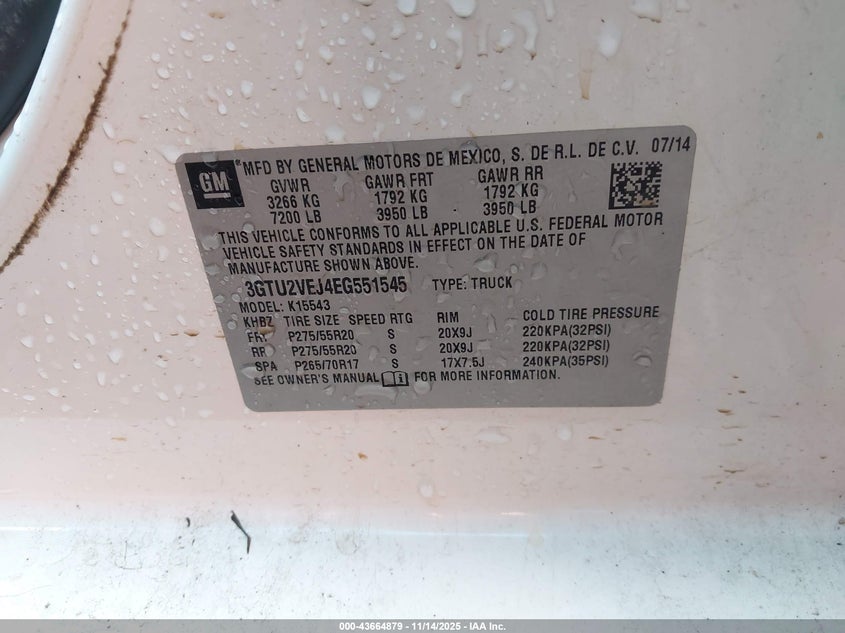 GM
*MFD BY GENERAL MOTORS DE MEXICO, S. DE R.L. DE C.V. 07/14
GVWR GAWR FRT GAWR RR
3266 KG 1792 KG 1792 KG
7200 LB 3950 LB 3950 LB
THIS VEHICLE CONFORMS TO ALL APPLICABLE U.S. FEDERAL MOTOR
VEHICLE SAFETY STANDARDS IN EFFECT ON THE DATE OF
MANUFACTURE SHOWN ABOVE.
3GTU2VEJ4EG551545 TYPE: TRUCK
MODEL: K15543
KHBZ TIRE SIZE SPEED RTG RIM COLD TIRE PRESSURE
FRT P275/55R20 S 20X9J 220KPA(32PSI)
RR P275/55R20 S 20X9J 220KPA(32PSI)
SPA P265/70R17 S 17X7.5J 240KPA(35PSI)
SEE OWNER'S MANUAL FOR MORE INFORMATION.
000-43664879 - 11/14/2025 - IAA Inc.